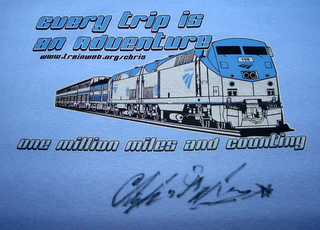 every trip is
an adventure
www.trainweb.org/chris
one million miles and counting